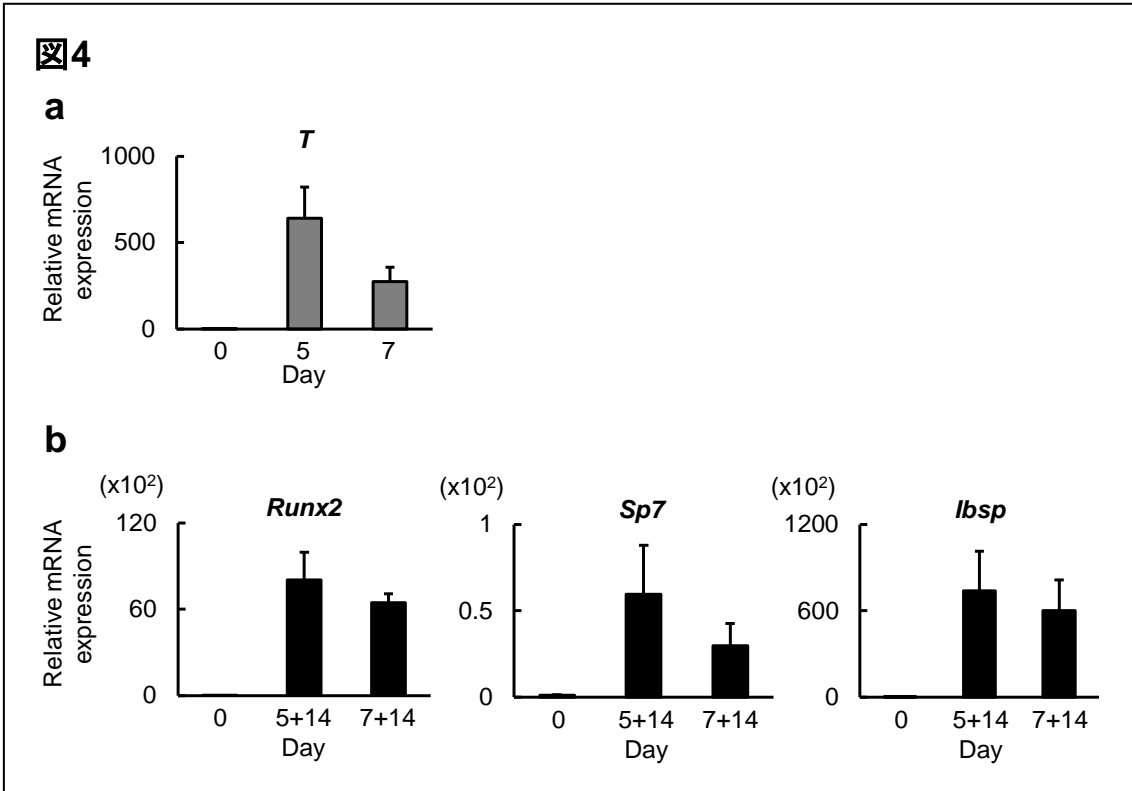 図4
a
T
Relative mRNA
expression
1000
500
0
0 5 7
Day
b
(x10²)
Runx2
Relative mRNA
expression
120
60
0
0 5+14 7+14
Day
(x10²)
Sp7
1
0.5
0
0 5+14 7+14
Day
(x10²)
Ibsp
1200
600
0
0 5+14 7+14
Day